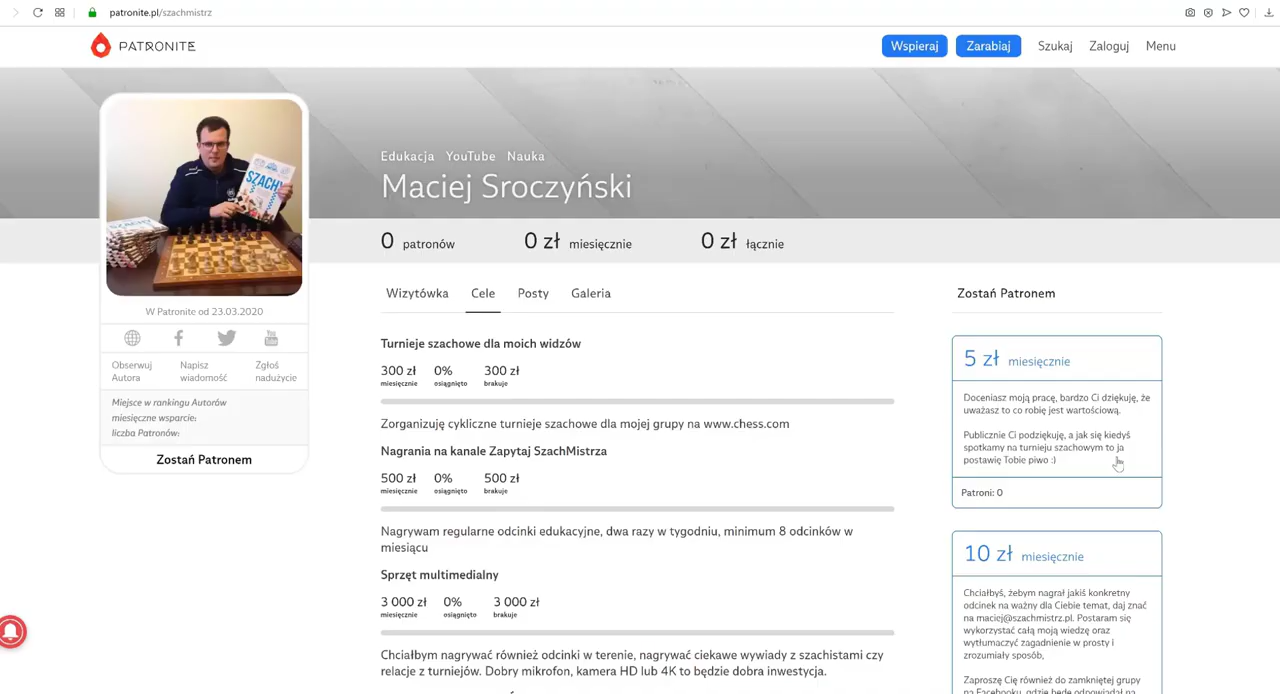 patronite.pl/szachmistrz
PATRONITE
Wspieraj
Zarabiaj
Szukaj
Zaloguj
Menu
SZACHY
Edukacja YouTube Nauka
Maciej Sroczyński
0 patronów
0 zł miesięcznie
0 zł łącznie
W Patronite od 23.03.2020
Obserwuj
Autora
Napisz
wiadomość
Zgłoś
nadużycie
Miejsce w rankingu Autorów
miesięczne wsparcie:
liczba Patronów:
Zostań Patronem
Wizytówka Cele Posty Galeria
Turnieje szachowe dla moich widzów
300 zł 0% 300 zł
miesięcznie osiągnięto brakuje
Zorganizuję cykliczne turnieje szachowe dla mojej grupy na www.chess.com
Nagrania na kanale Zapytaj SzachMistrza
500 zł 0% 500 zł
miesięcznie osiągnięto brakuje
Nagrywam regularne odcinki edukacyjne, dwa razy w tygodniu, minimum 8 odcinków w
miesiącu
Sprzęt multimedialny
3 000 zł 0% 3 000 zł
miesięcznie osiągnięto brakuje
Chciałbym nagrywać również odcinki w terenie, nagrywać ciekawe wywiady z szachistami czy
relacje z turniejów. Dobry mikrofon, kamera HD lub 4K to będzie dobra inwestycja.
Zostań Patronem
5 zł miesięcznie
Doceniasz moją pracę, bardzo Ci dziękuję, że
uważasz to co robię jest wartościową.
Publicznie Ci podziękuję, a jak się kiedyś
spotkamy na turnieju szachowym to ja
postawię Tobie piwo :)
Patroni: 0
10 zł miesięcznie
Chciałbyś, żebym nagrał jakiś konkretny
odcinek na ważny dla Ciebie temat, daj znać
na maciej@szachmistrz.pl. Postaram się
wykorzystać całą moją wiedzę oraz
wytłumaczyć zagadnienie w prosty i
zrozumiały sposób,
Zaproszę Cię również do zamkniętej grupy
na Facebooku, gdzie będę odpowiadał na